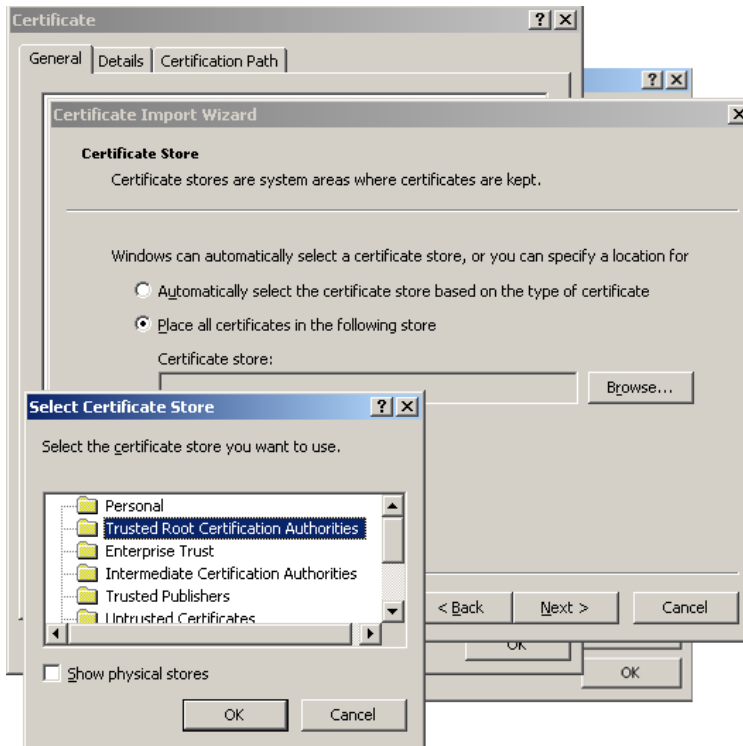 Certificate
General Details Certification Path
Certificate Import Wizard
Certificate Store
Certificate stores are system areas where certificates are kept.
Windows can automatically select a certificate store, or you can specify a location for
Automatically select the certificate store based on the type of certificate
Place all certificates in the following store
Certificate store:
Browse...
Select Certificate Store
Select the certificate store you want to use.
Personal
Trusted Root Certification Authorities
Enterprise Trust
Intermediate Certification Authorities
Trusted Publishers
Untrusted Certificates
Show physical stores
OK Cancel
< Back Next > Cancel
OK
OK